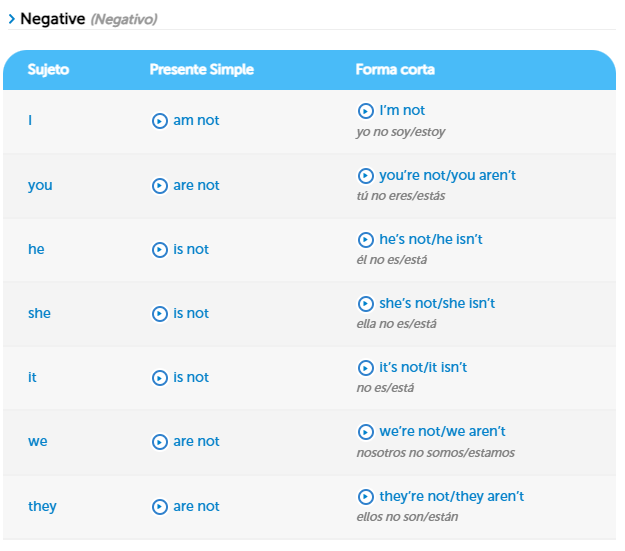 Negative (Negativo)
Sujeto Presente Simple Forma corta
I am not I'm not
yo no soy/estoy
you are not you're not/you aren't
tú no eres/estás
he is not he's not/he isn't
él no es/está
she is not she's not/she isn't
ella no es/está
it is not it's not/it isn't
no es/está
we are not we're not/we aren't
nosotros no somos/estamos
they are not they're not/they aren't
ellos no son/están